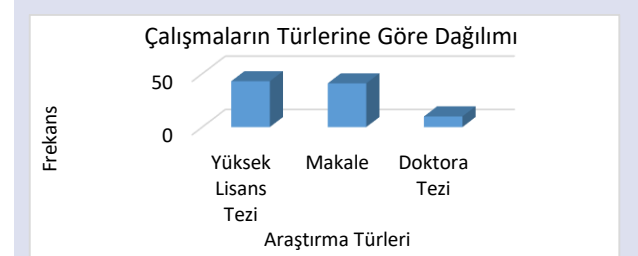 Çalışmaların Türlerine Göre Dağılımı
50
0
Frekans
Yüksek Lisans Tezi
Makale
Doktora Tezi
Araştırma Türleri